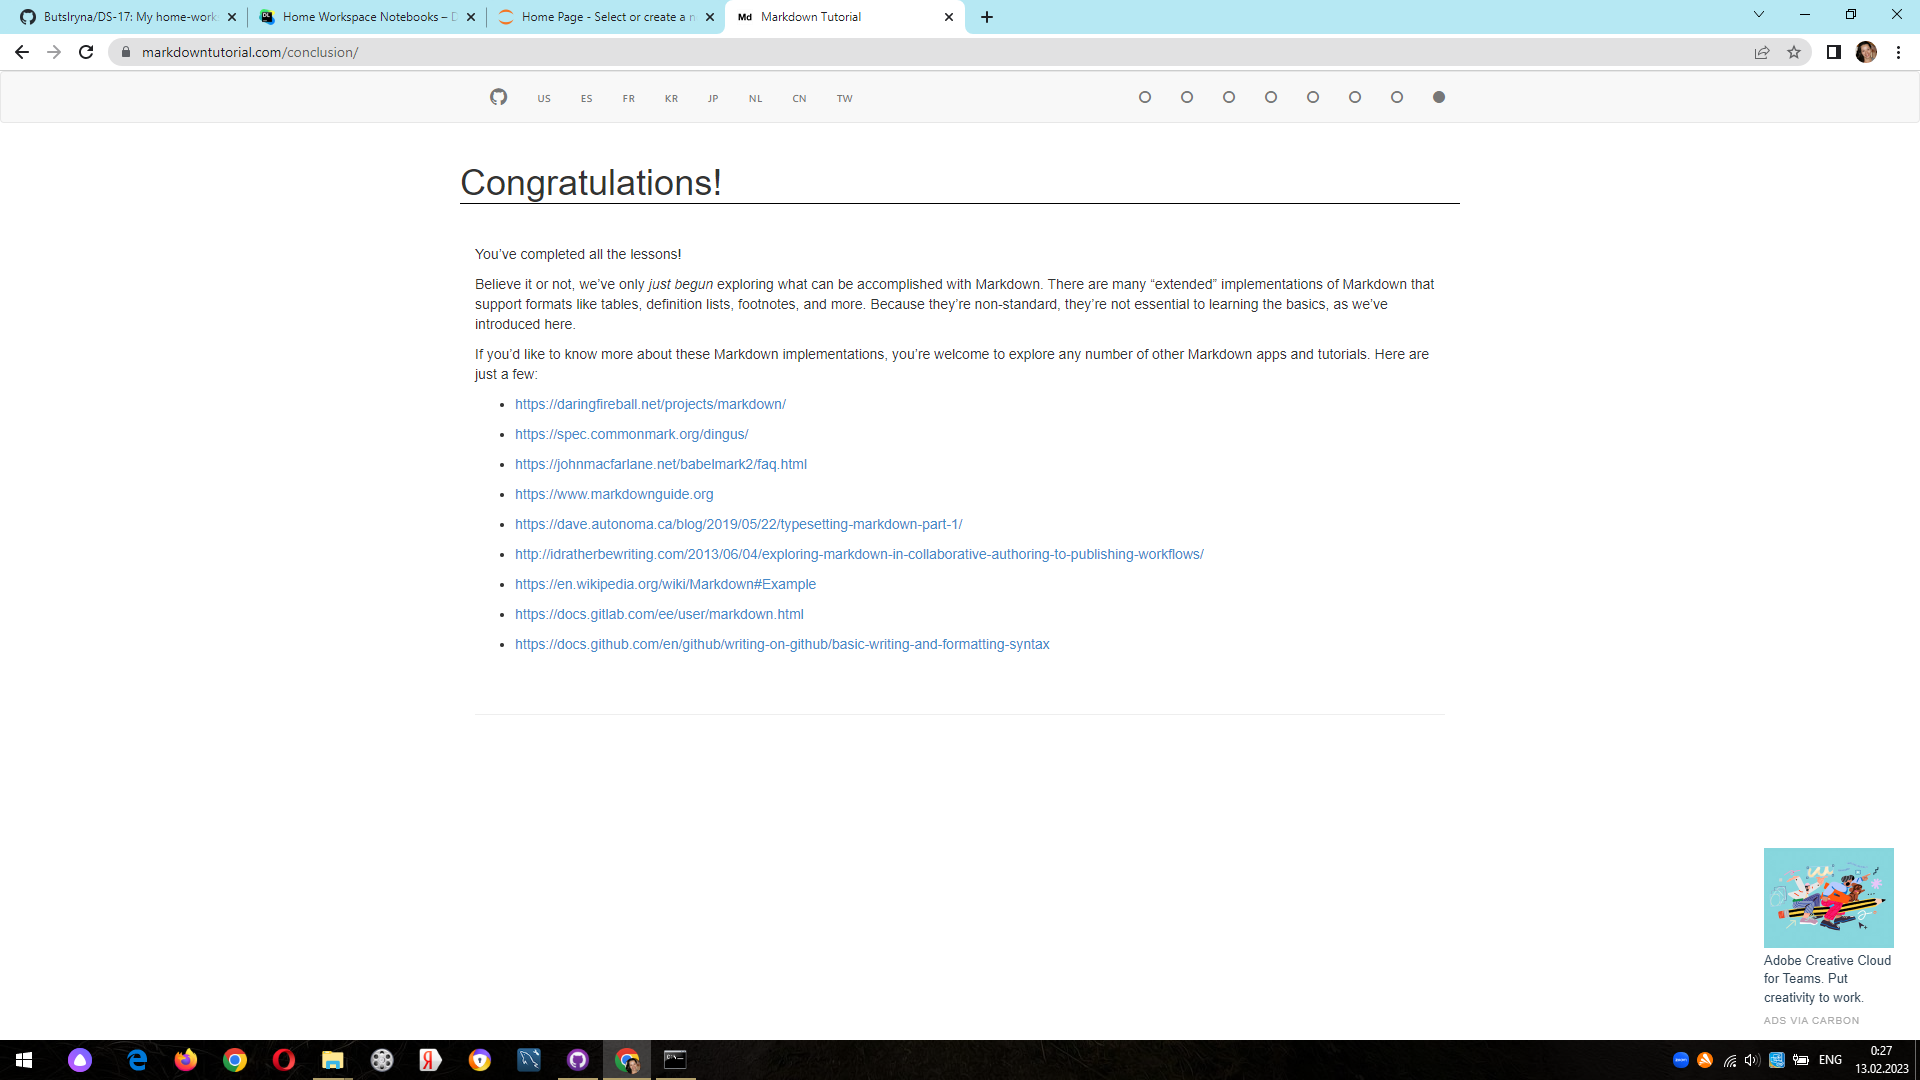 ButsIryna/DS-17: My home-work
Home Workspace Notebooks – D
Home Page - Select or create a n
Md Markdown Tutorial
markdowntutorial.com/conclusion/
US ES FR KR JP NL CN TW
Congratulations!
You’ve completed all the lessons!
Believe it or not, we’ve only just begun exploring what can be accomplished with Markdown. There are many “extended” implementations of Markdown that
support formats like tables, definition lists, footnotes, and more. Because they’re non-standard, they’re not essential to learning the basics, as we’ve
introduced here.
If you’d like to know more about these Markdown implementations, you’re welcome to explore any number of other Markdown apps and tutorials. Here are
just a few:
https://daringfireball.net/projects/markdown/
https://spec.commonmark.org/dingus/
https://johnmacfarlane.net/babelmark2/faq.html
https://www.markdownguide.org
https://dave.autonoma.ca/blog/2019/05/22/typesetting-markdown-part-1/
http://idratherbewriting.com/2013/06/04/exploring-markdown-in-collaborative-authoring-to-publishing-workflows/
https://en.wikipedia.org/wiki/Markdown#Example
https://docs.gitlab.com/ee/user/markdown.html
https://docs.github.com/en/github/writing-on-github/basic-writing-and-formatting-syntax
Adobe Creative Cloud
for Teams. Put
creativity to work.
ADS VIA CARBON
ENG
0:27
13.02.2023